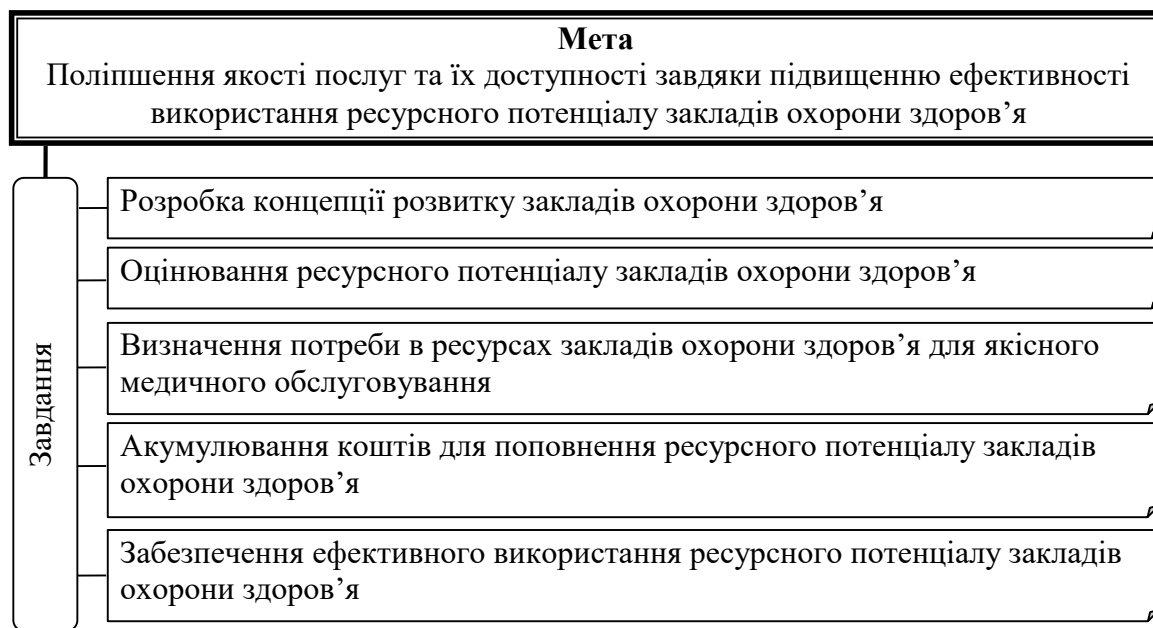 Мета
Поліпшення якості послуг та їх доступності завдяки підвищенню ефективності
використання ресурсного потенціалу закладів охорони здоров’я
Завдання
Розробка концепції розвитку закладів охорони здоров’я
Оцінювання ресурсного потенціалу закладів охорони здоров’я
Визначення потреби в ресурсах закладів охорони здоров’я для якісного
медичного обслуговування
Акумулювання коштів для поповнення ресурсного потенціалу закладів
охорони здоров’я
Забезпечення ефективного використання ресурсного потенціалу закладів
охорони здоров’я